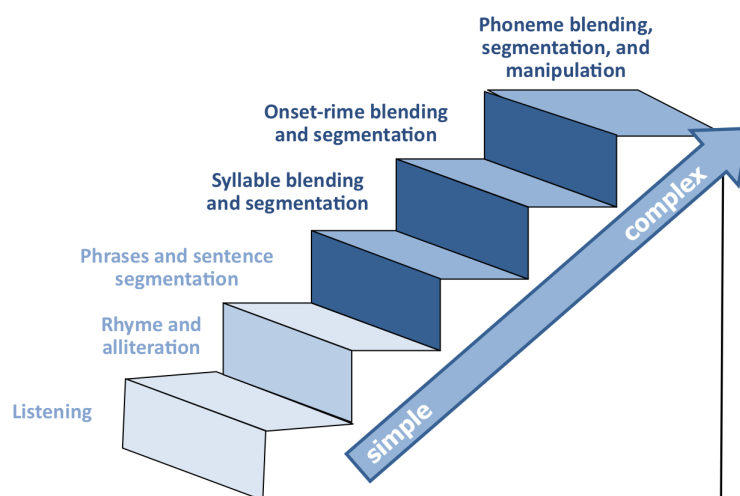 Phoneme blending,
segmentation, and
manipulation
Onset-rime blending
and segmentation
Syllable blending
and segmentation
Phrases and sentence
segmentation
Rhyme and
alliteration
Listening
simple
complex